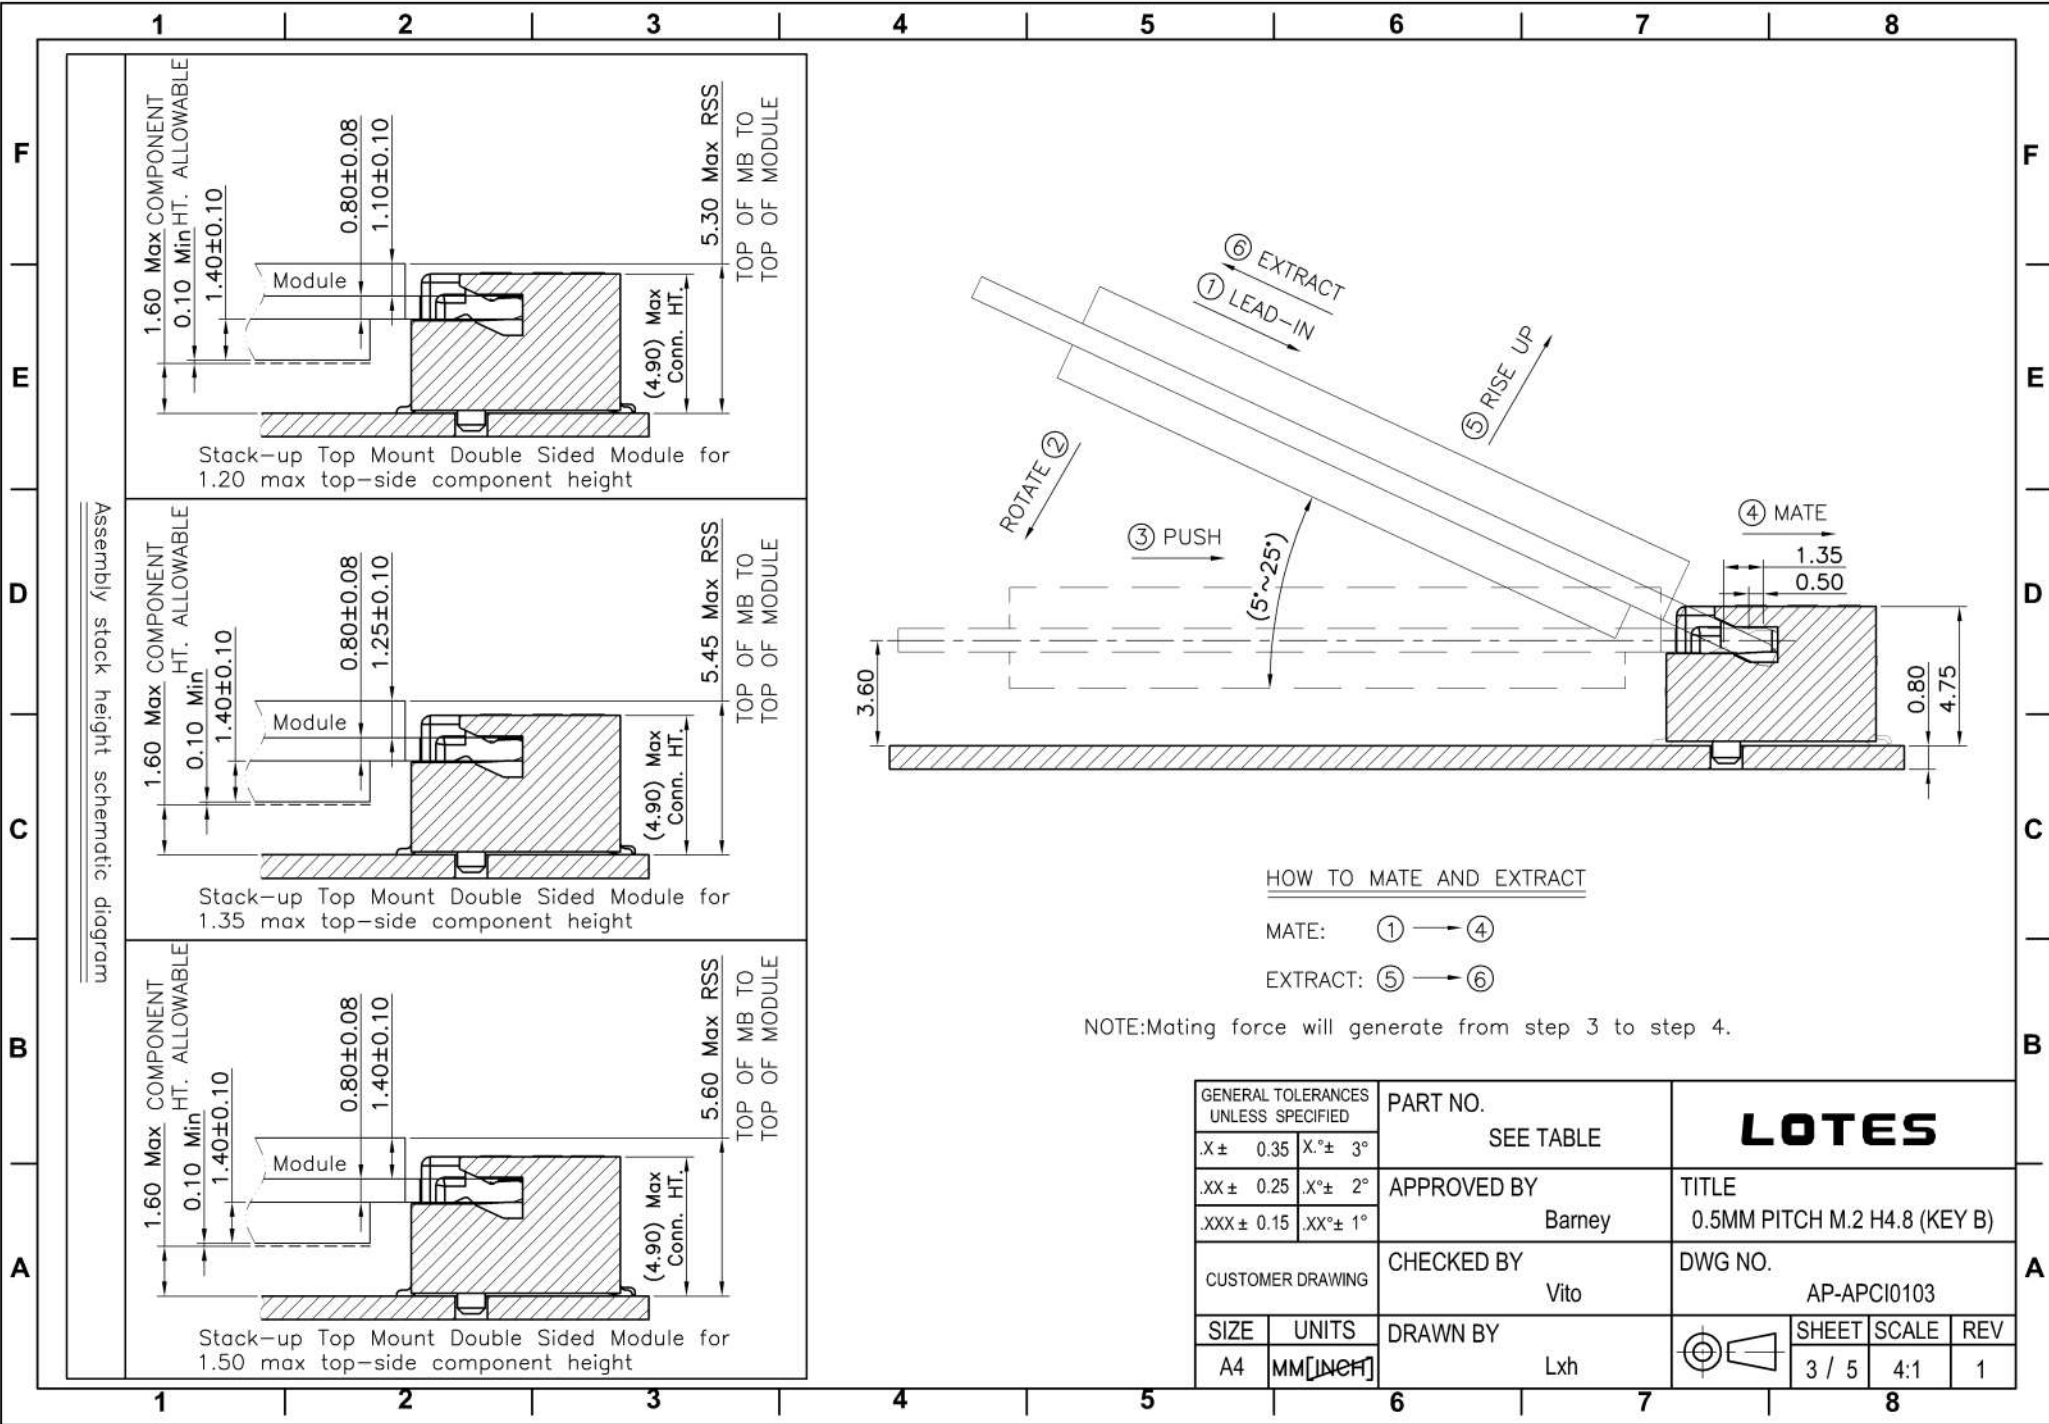 1 2 3 4 5 6 7 8
F
E
D
C
B
A
Assembly stack height schematic diagram
1.60 Max COMPONENT
HT. ALLOWABLE
0.10 Min
1.40±0.10
0.80±0.08
1.10±0.10
5.30 Max RSS
TOP OF MB TO
TOP OF MODULE
Module
(4.90) Max
Conn. HT.
Stack-up Top Mount Double Sided Module for
1.20 max top-side component height
1.60 Max COMPONENT
HT. ALLOWABLE
0.10 Min
1.40±0.10
0.80±0.08
1.25±0.10
5.45 Max RSS
TOP OF MB TO
TOP OF MODULE
Module
(4.90) Max
Conn. HT.
Stack-up Top Mount Double Sided Module for
1.35 max top-side component height
1.60 Max COMPONENT
HT. ALLOWABLE
0.10 Min
1.40±0.10
0.80±0.08
1.40±0.10
5.60 Max RSS
TOP OF MB TO
TOP OF MODULE
Module
(4.90) Max
Conn. HT.
Stack-up Top Mount Double Sided Module for
1.50 max top-side component height
⑥ EXTRACT
① LEAD-IN
⑤ RISE UP
ROTATE ②
③ PUSH
(5°~25°)
④ MATE
1.35
0.50
3.60
0.80
4.75
HOW TO MATE AND EXTRACT
MATE: ① → ④
EXTRACT: ⑤ → ⑥
NOTE:Mating force will generate from step 3 to step 4.
GENERAL TOLERANCES
UNLESS SPECIFIED
.X ± 0.35 X.°± 3°
.XX ± 0.25 .X°± 2°
.XXX ± 0.15 .XX°± 1°
CUSTOMER DRAWING
SIZE UNITS
A4 MM[INCH]
PART NO.
SEE TABLE
APPROVED BY
Barney
CHECKED BY
Vito
DRAWN BY
Lxh
LOTES
TITLE
0.5MM PITCH M.2 H4.8 (KEY B)
DWG NO.
AP-APCI0103
SHEET SCALE REV
3 / 5 4:1 1
F
E
D
C
B
A
1 2 3 4 5 6 7 8